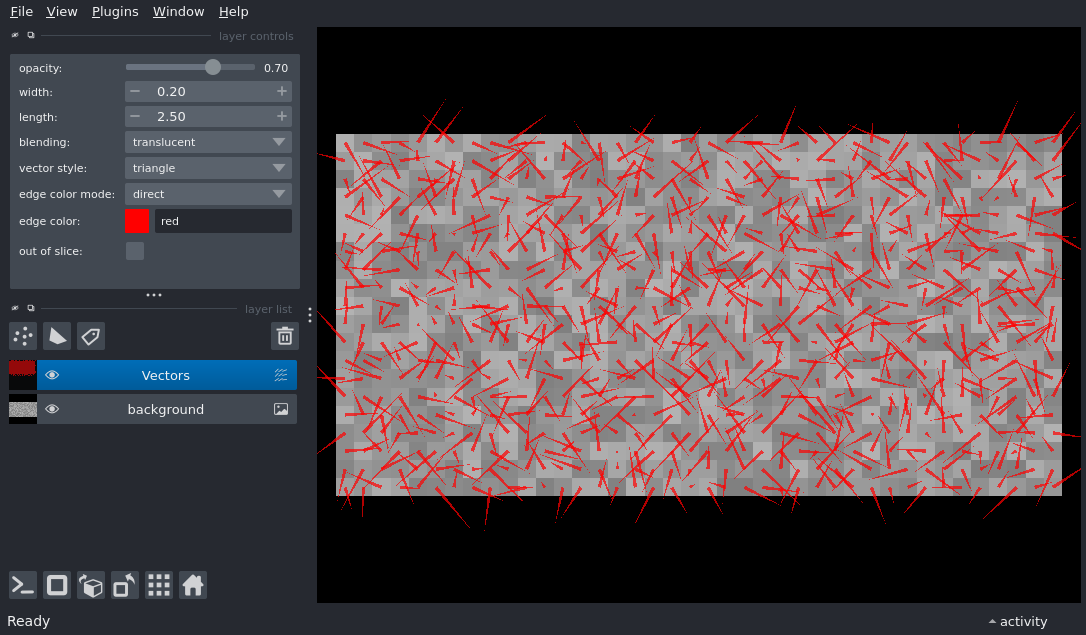 File View Plugins Window Help
layer controls
opacity: 0.70
width: 0.20
length: 2.50
blending: translucent
vector style: triangle
edge color mode: direct
edge color: red
out of slice:
layer list
Vectors
background
Ready
activity